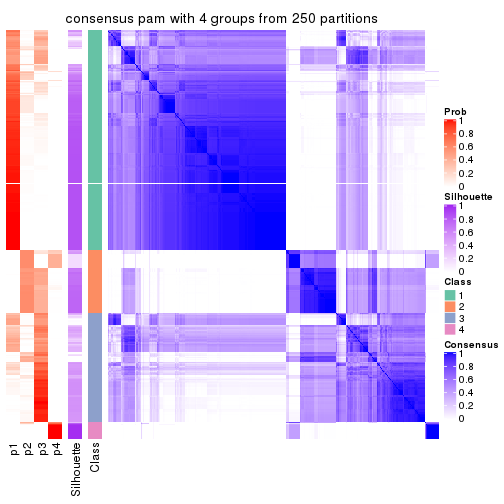 consensus pam with 4 groups from 250 partitions
Prob
1
0.8
0.6
0.4
0.2
0
Silhouette
1
0.8
0.6
0.4
0.2
0
Class
1
2
3
4
Consensus
1
0.8
0.6
0.4
0.2
0
p1
p2
p3
p4
Silhouette
Class